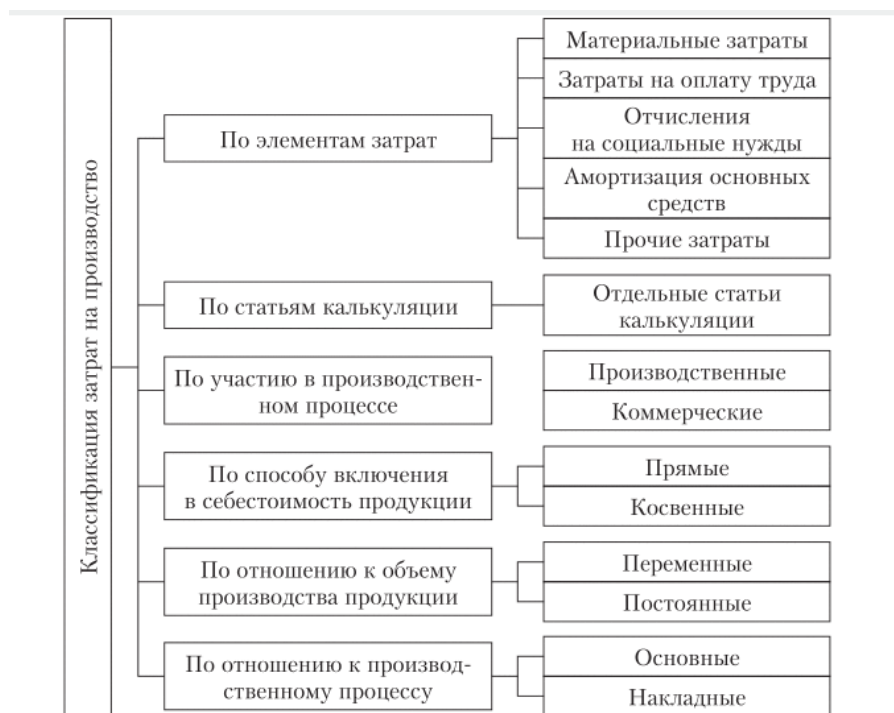 Классификация затрат на производство
По элементам затрат
Материальные затраты
Затраты на оплату труда
Отчисления
на социальные нужды
Амортизация основных
средств
Прочие затраты
По статьям калькуляции
Отдельные статьи
калькуляции
По участию в производствен-
ном процессе
Производственные
Коммерческие
По способу включения
в себестоимость продукции
Прямые
Косвенные
По отношению к объему
производства продукции
Переменные
Постоянные
По отношению к производ-
ственному процессу
Основные
Накладные